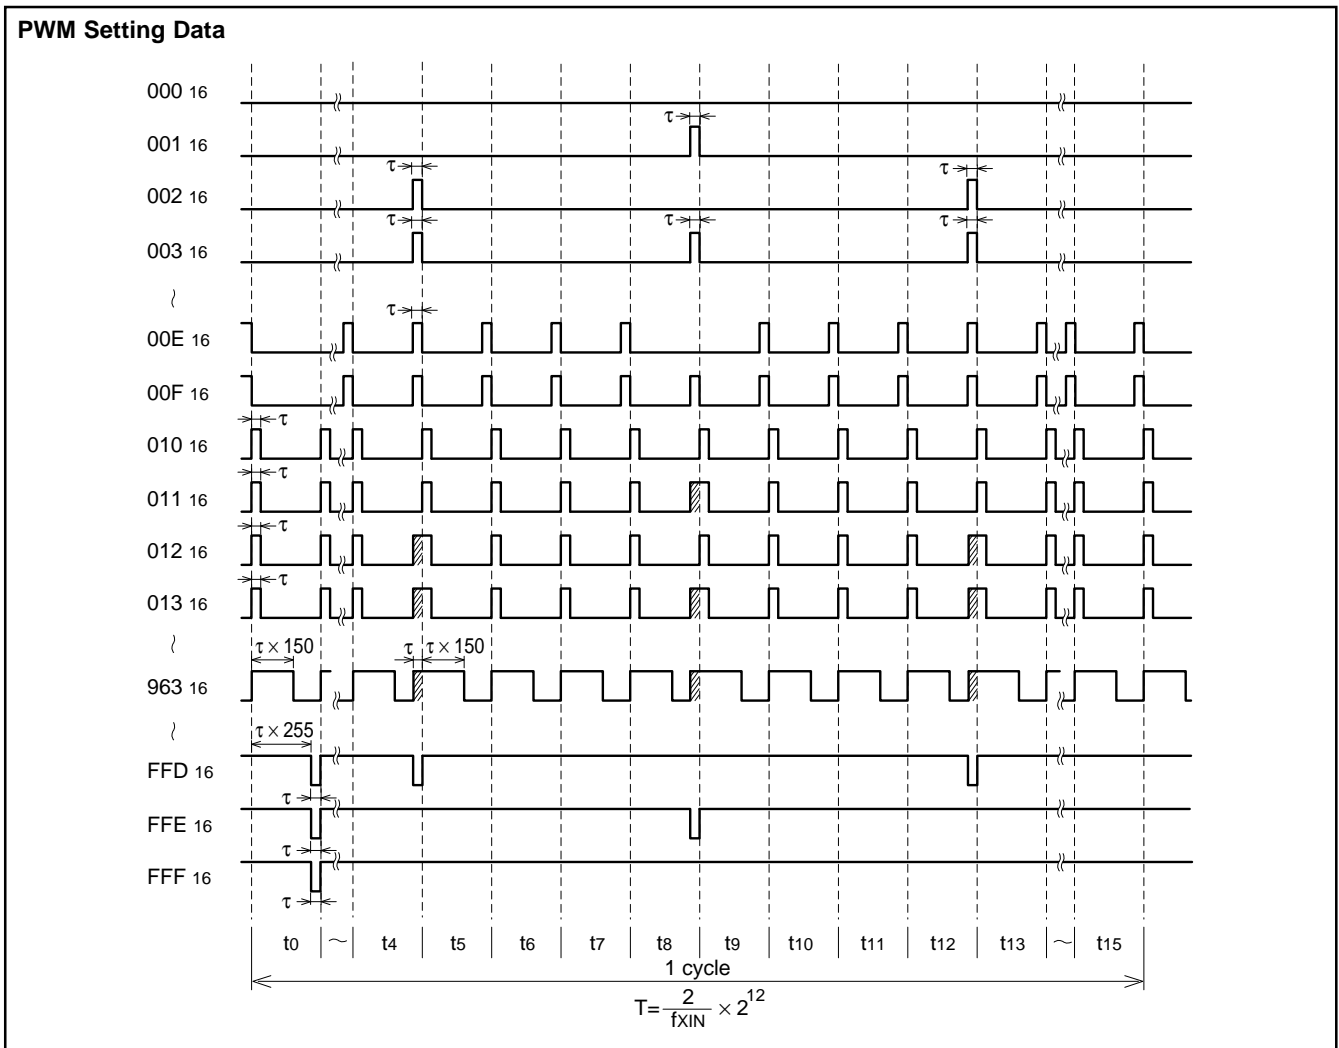 PWM Setting Data
000 16
τ
001 16
τ τ
002 16
τ τ τ
003 16
~
τ
00E 16
00F 16
τ
010 16
τ
011 16
τ
012 16
τ
013 16
~
τ × 150 τ τ × 150
963 16
~
τ × 255
FFD 16
τ
FFE 16
τ
FFF 16
τ
t0 ~ t4 t5 t6 t7 t8 t9 t10 t11 t12 t13 ~ t15
1 cycle
T= 2/fXIN × 2^12